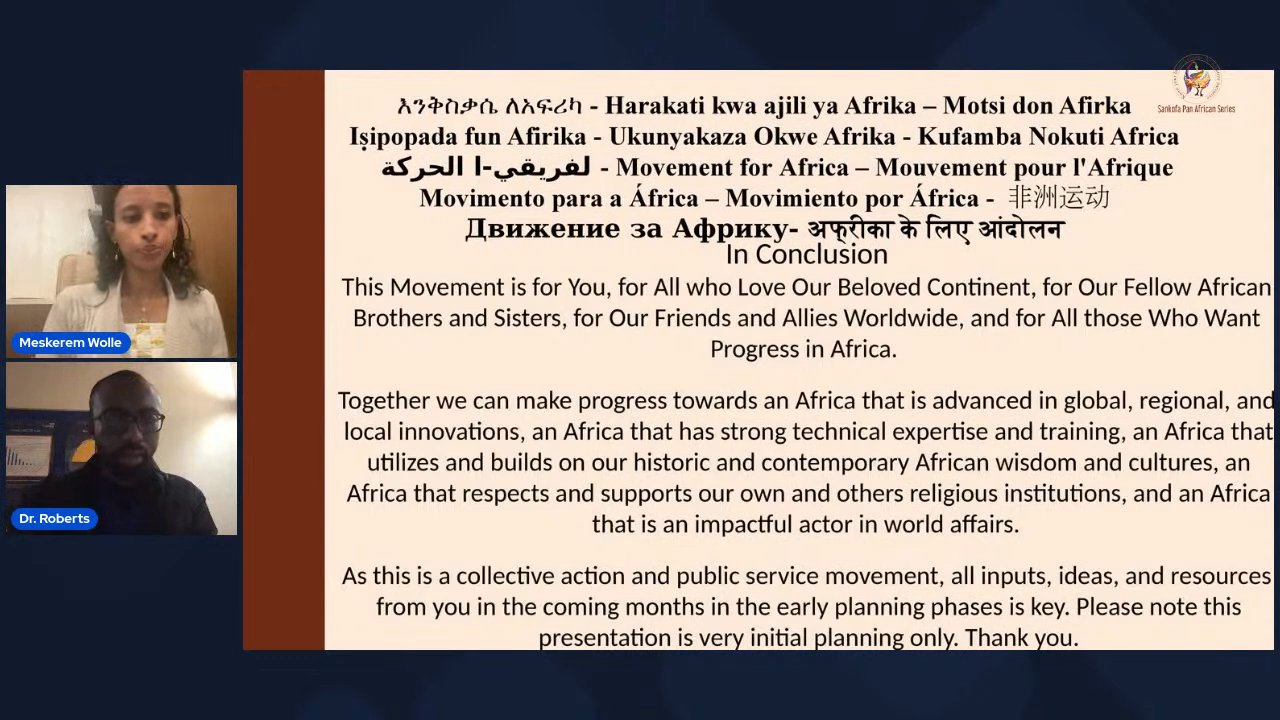 Sankofa Pan African Series
እንቅስቃሴ ለአፍሪካ - Harakati kwa ajili ya Afrika – Motsi don Afirka
Iṣipopada fun Afirika - Ukunyakaza Okwe Afrika - Kufamba Nokuti Africa
لفريقي-ا الحركة - Movement for Africa – Mouvement pour l'Afrique
Movimento para a África – Movimiento por África - 非洲运动
Движение за Африку- अफ्रीका के लिए आंदोलन
In Conclusion
This Movement is for You, for All who Love Our Beloved Continent, for Our Fellow African
Brothers and Sisters, for Our Friends and Allies Worldwide, and for All those Who Want
Progress in Africa.
Together we can make progress towards an Africa that is advanced in global, regional, and
local innovations, an Africa that has strong technical expertise and training, an Africa that
utilizes and builds on our historic and contemporary African wisdom and cultures, an
Africa that respects and supports our own and others religious institutions, and an Africa
that is an impactful actor in world affairs.
As this is a collective action and public service movement, all inputs, ideas, and resources
from you in the coming months in the early planning phases is key. Please note this
presentation is very initial planning only. Thank you.
Meskerem Wolle
Dr. Roberts